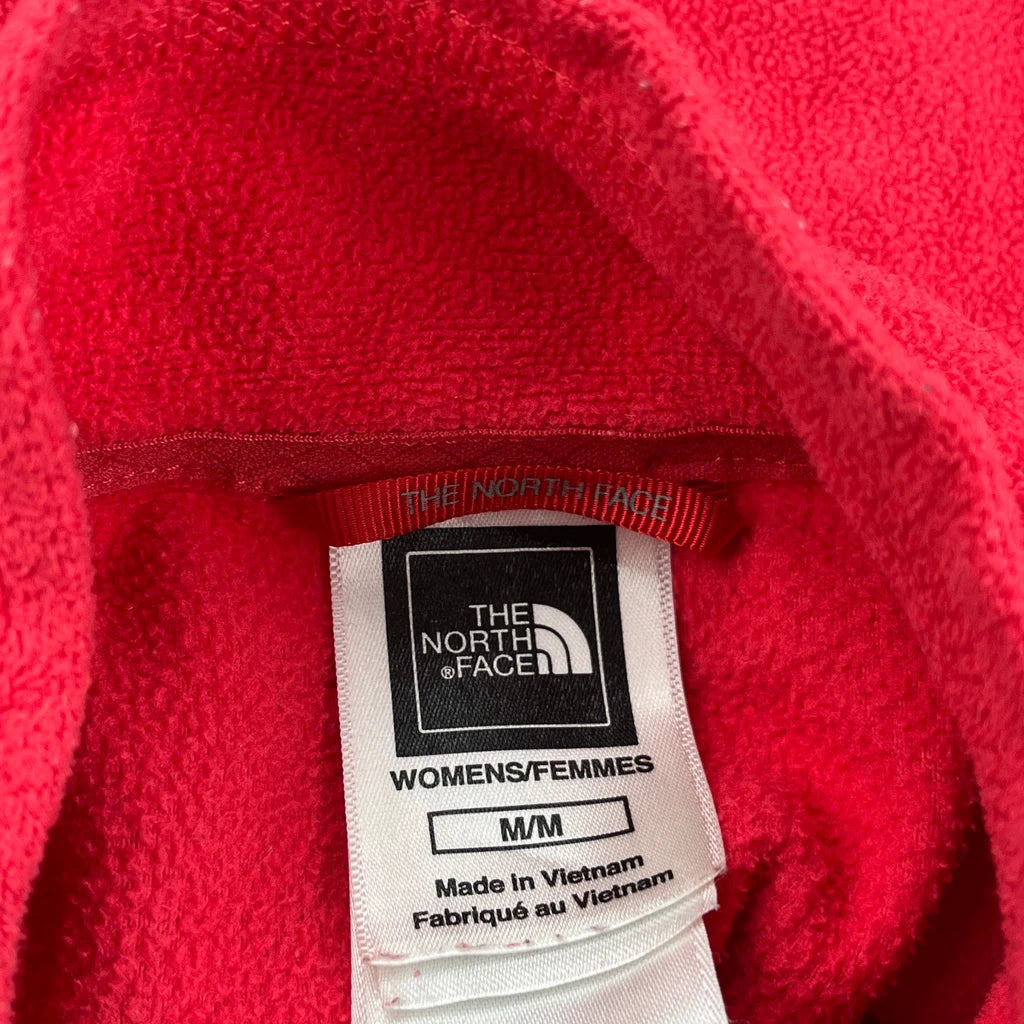 THE NORTH FACE
THE
NORTH
®FACE
WOMENS/FEMMES
M/M
Made in Vietnam
Fabriqué au Vietnam